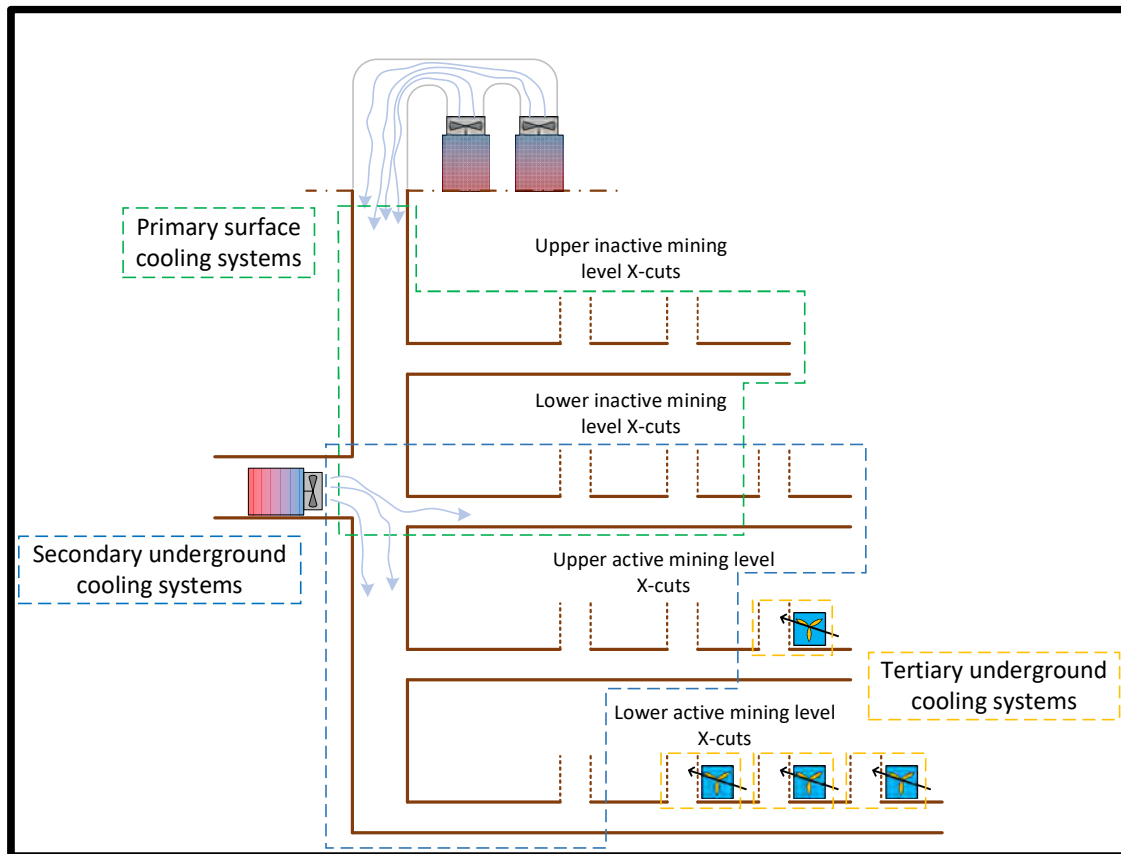 Primary surface
cooling systems
Upper inactive mining
level X-cuts
Lower inactive mining
level X-cuts
Secondary underground
cooling systems
Upper active mining level
X-cuts
Tertiary underground
cooling systems
Lower active mining level
X-cuts